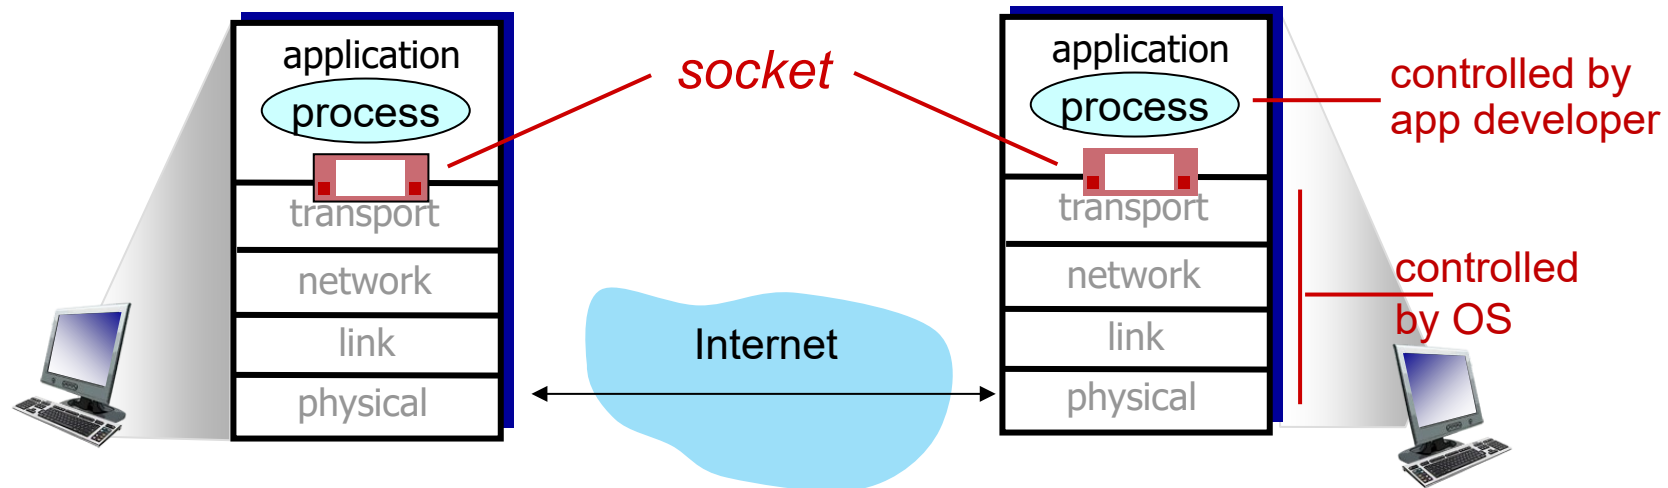 application
process
transport
network
link
physical
socket
Internet
application
process
transport
network
link
physical
controlled by
app developer
controlled
by OS